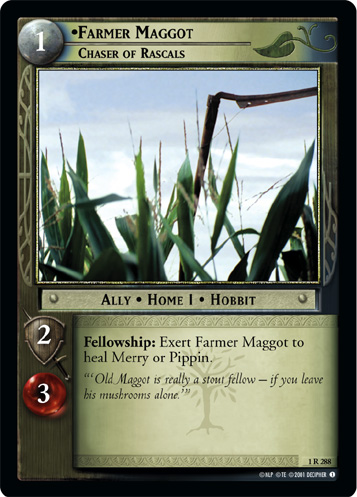 1
•Farmer Maggot
Chaser of Rascals
Ally • Home 1 • Hobbit
2
3
Fellowship: Exert Farmer Maggot to
heal Merry or Pippin.
“‘Old Maggot is really a stout fellow – if you leave
his mushrooms alone.’”
1 R 288
©NLP ©TE ©2001 DECIPHER